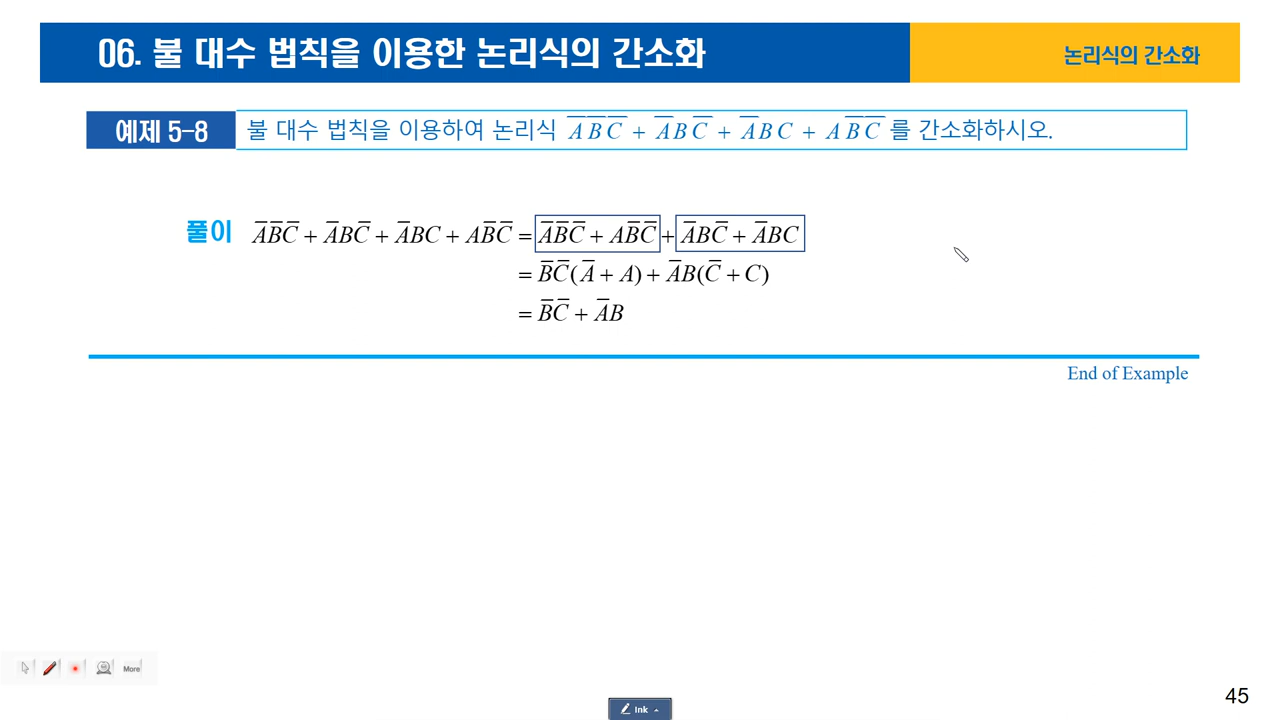 06. 불 대수 법칙을 이용한 논리식의 간소화
논리식의 간소화
예제 5-8 불 대수 법칙을 이용하여 논리식 A̅ B̅ C̅ + A̅ B C̅ + A̅ B C + A B̅ C̅ 를 간소화하시오.
풀이 A̅B̅C̅ + A̅BC̅ + A̅BC + AB̅C̅ = A̅B̅C̅ + AB̅C̅ + A̅BC̅ + A̅BC
= B̅C̅(A̅ + A) + A̅B(C̅ + C)
= B̅C̅ + A̅B
End of Example
More
Ink
45